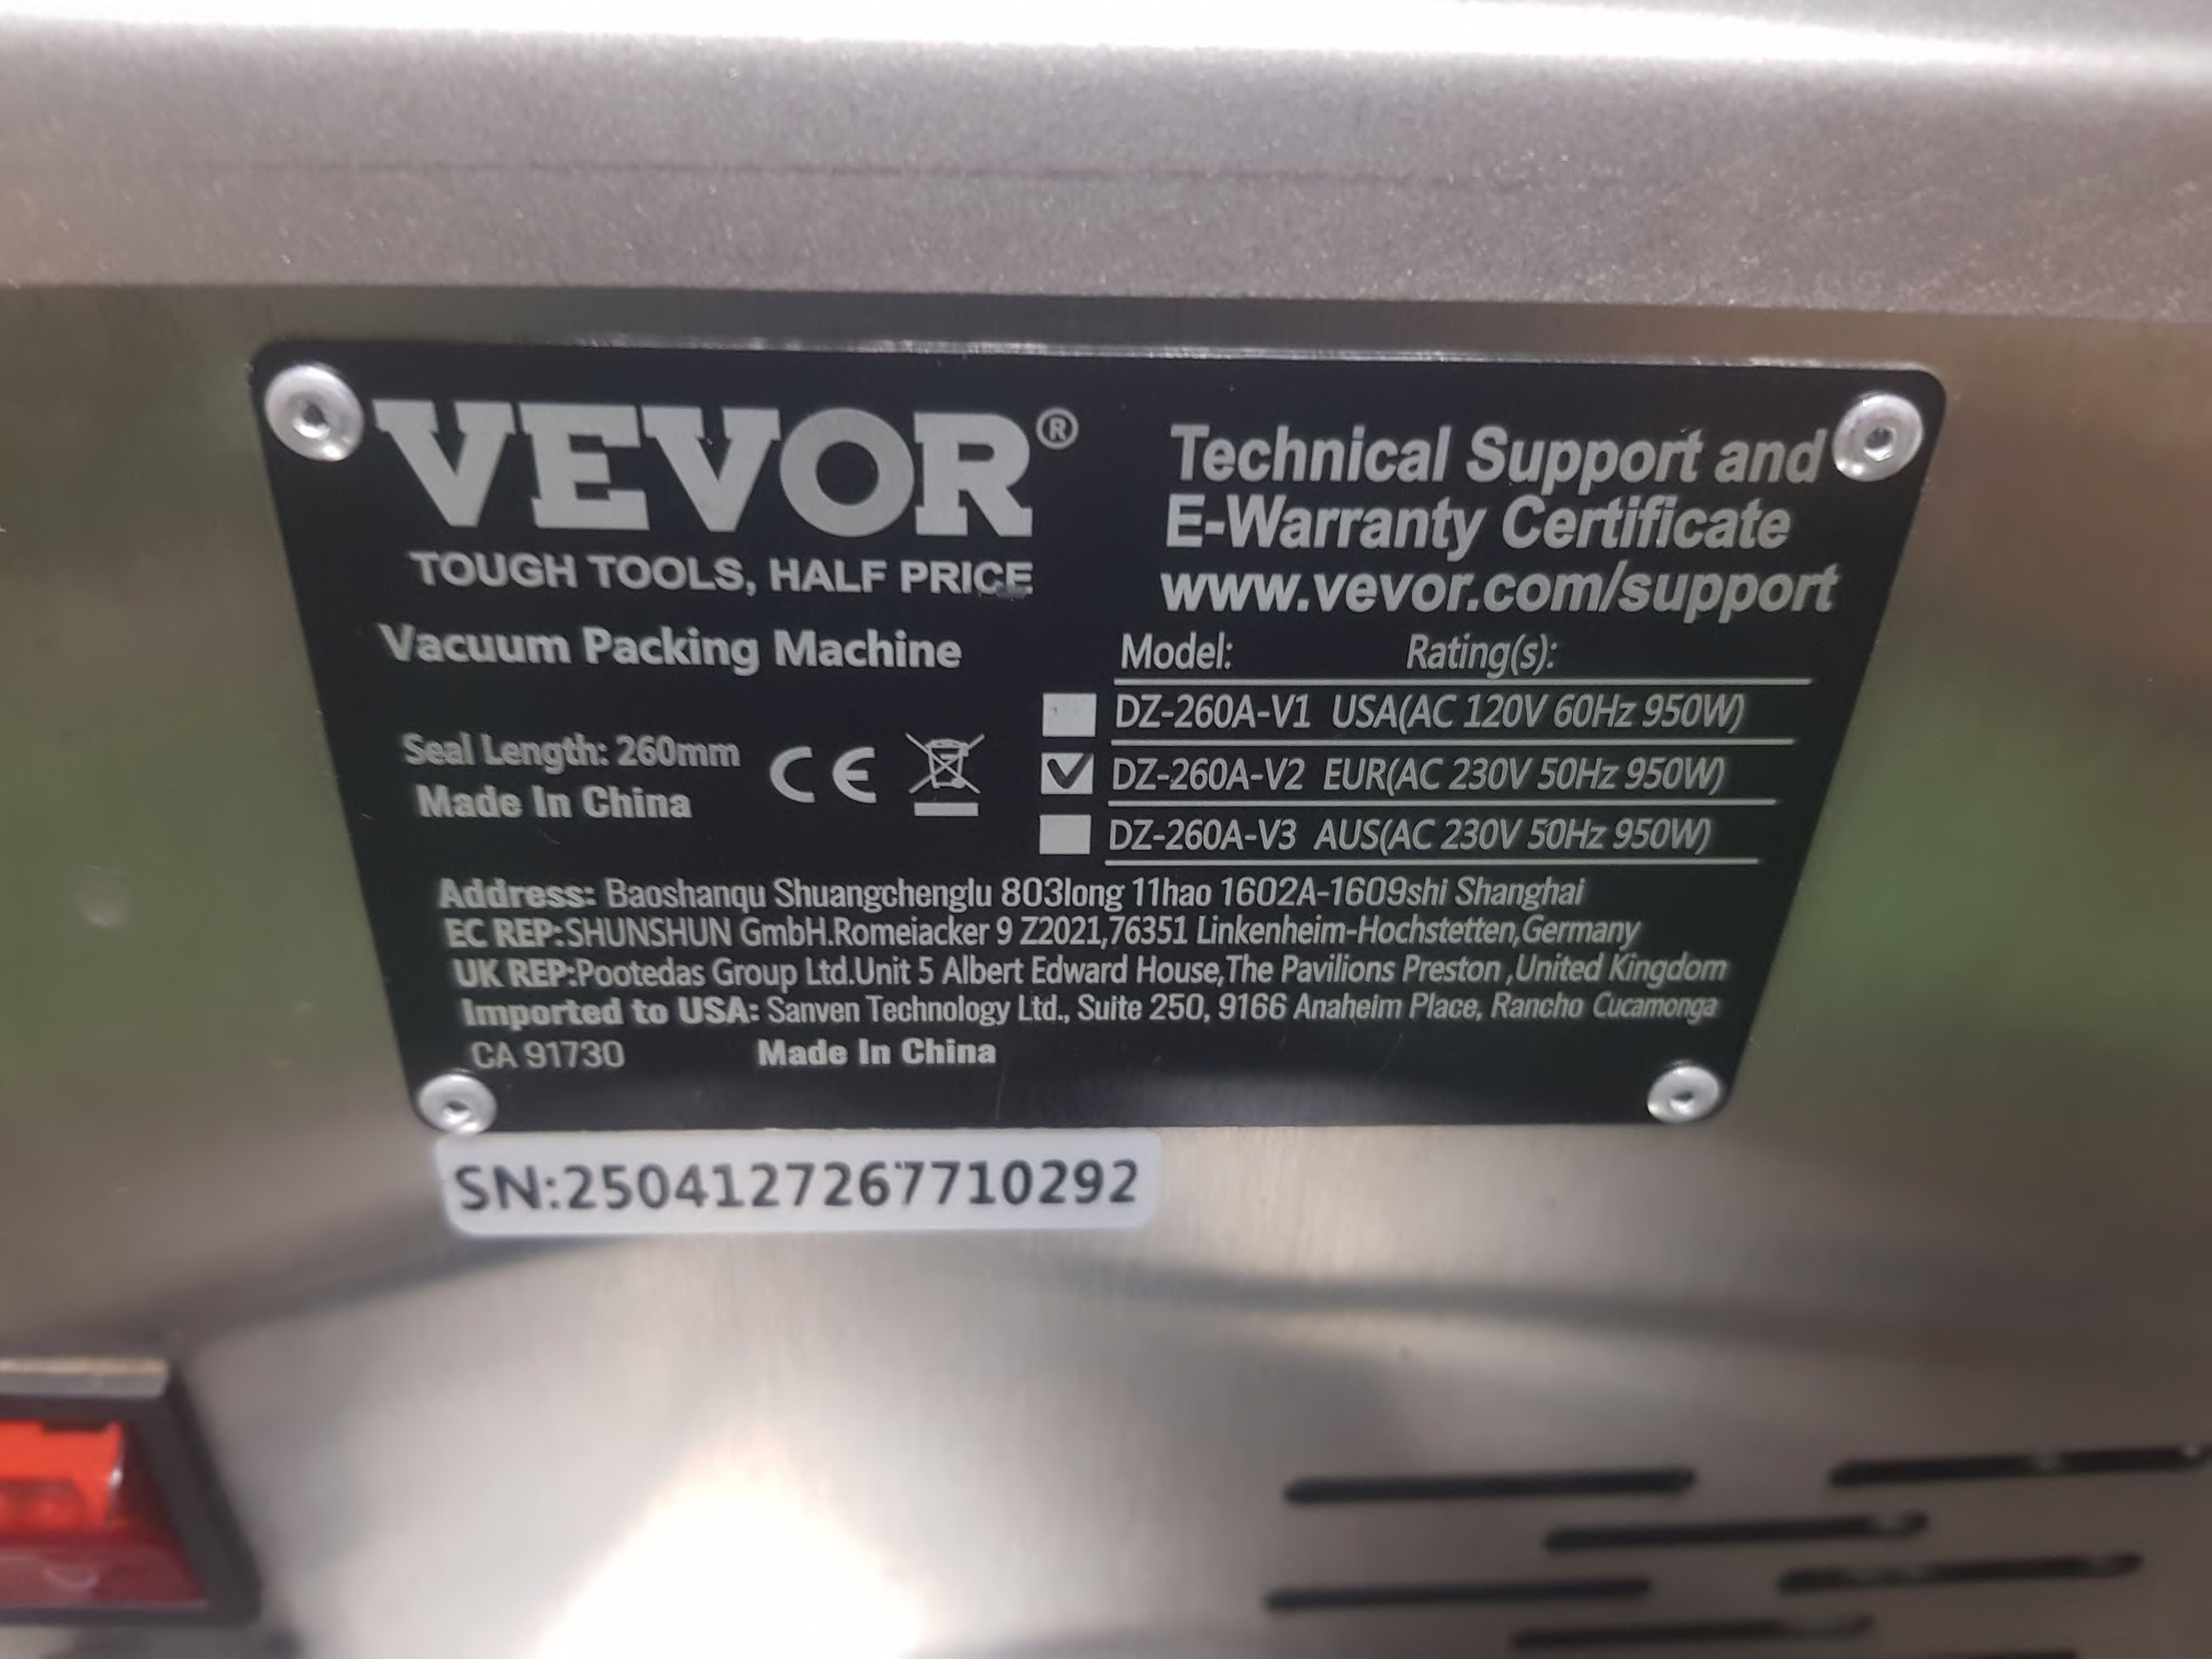 VEVOR®
TOUGH TOOLS, HALF PRICE
Vacuum Packing Machine
Seal Length: 260mm
Made In China
CE
Technical Support and
E-Warranty Certificate
www.vevor.com/support
Model: Rating(s):
DZ-260A-V1 USA(AC 120V 60Hz 950W)
DZ-260A-V2 EUR(AC 230V 50Hz 950W)
DZ-260A-V3 AUS(AC 230V 50Hz 950W)
Address: Baoshanqu Shuangchenglu 803long 11hao 1602A-1609shi Shanghai
EC REP:SHUNSHUN GmbH.Romeiacker 9 Z2021,76351 Linkenheim-Hochstetten,Germany
UK REP:Pootedas Group Ltd.Unit 5 Albert Edward House,The Pavilions Preston ,United Kingdom
Imported to USA: Sanven Technology Ltd., Suite 250, 9166 Anaheim Place, Rancho Cucamonga
CA 91730 Made In China
SN:2504127267710292